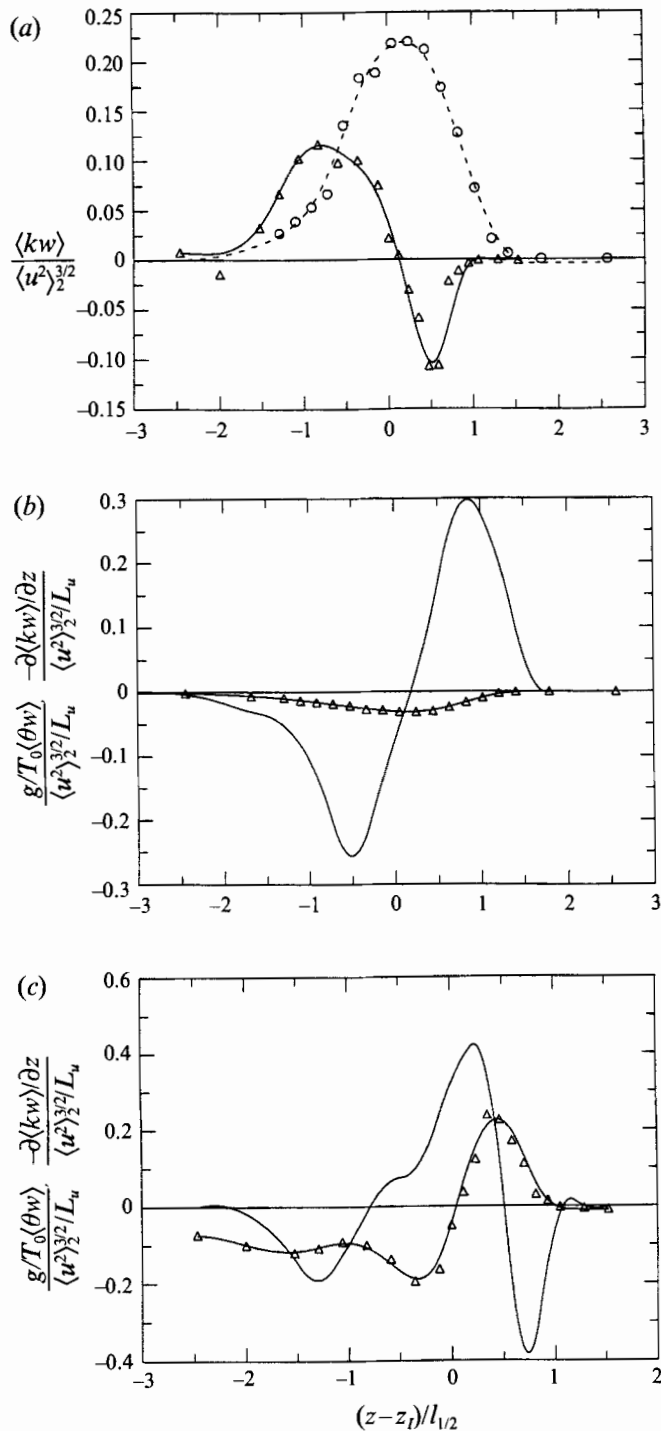 (a)
0.25
0.20
0.15
0.10
0.05
0
−0.05
−0.10
−0.15
⟨kw⟩
⟨u²⟩₂^{3/2}
−3 −2 −1 0 1 2 3
(b)
0.3
0.2
0.1
0
−0.1
−0.2
−0.3
−∂⟨kw⟩/∂z
⟨u²⟩₂^{3/2}/L_u
g/T₀⟨θw⟩
⟨u²⟩₂^{3/2}/L_u
−3 −2 −1 0 1 2 3
(c)
0.6
0.4
0.2
0
−0.2
−0.4
−∂⟨kw⟩/∂z
⟨u²⟩₂^{3/2}/L_u
g/T₀⟨θw⟩
⟨u²⟩₂^{3/2}/L_u
−3 −2 −1 0 1 2
(z−z_I)/l_{1/2}